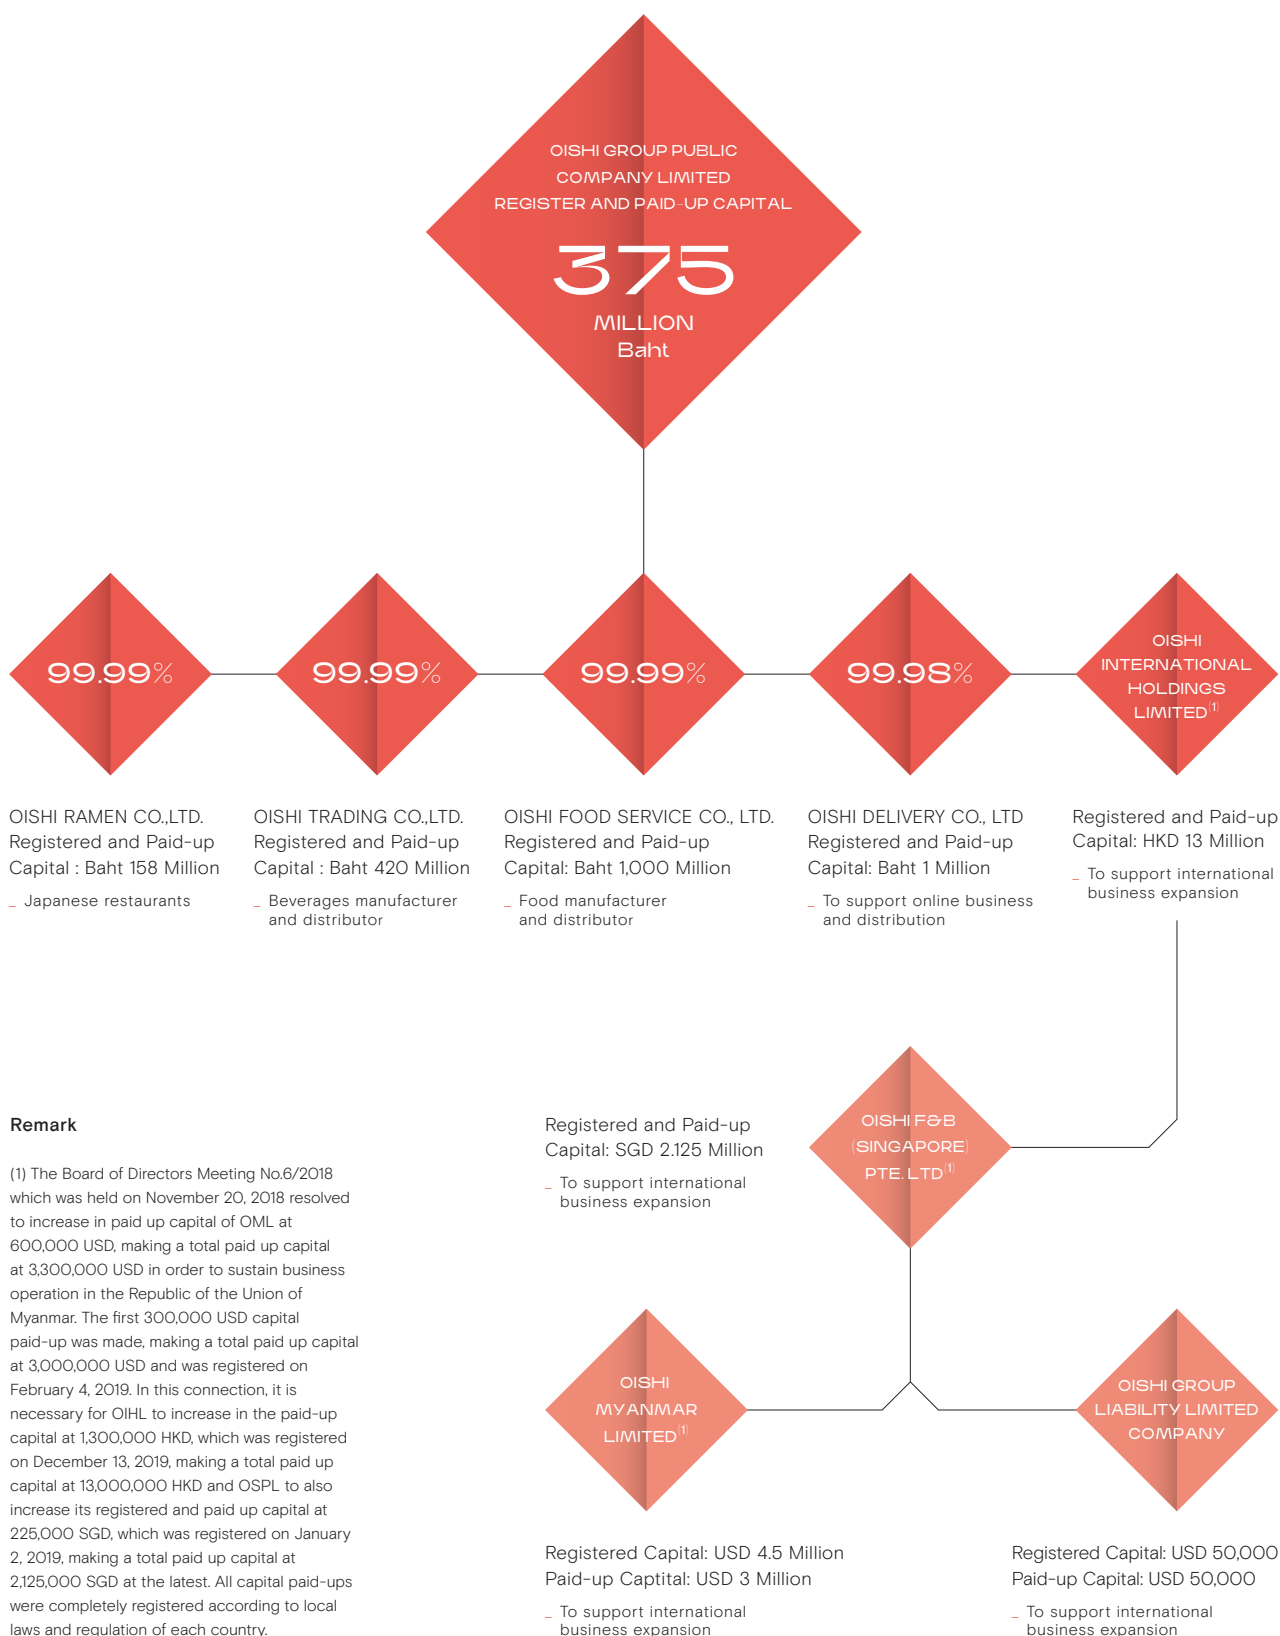 OISHI GROUP PUBLIC
COMPANY LIMITED
REGISTER AND PAID-UP CAPITAL
375
MILLION
Baht
99.99%
99.99%
99.99%
99.98%
OISHI
INTERNATIONAL
HOLDINGS
LIMITED(1)
OISHI RAMEN CO.,LTD.
Registered and Paid-up
Capital : Baht 158 Million
_ Japanese restaurants
OISHI TRADING CO.,LTD.
Registered and Paid-up
Capital : Baht 420 Million
_ Beverages manufacturer
and distributor
OISHI FOOD SERVICE CO., LTD.
Registered and Paid-up
Capital: Baht 1,000 Million
_ Food manufacturer
and distributor
OISHI DELIVERY CO., LTD
Registered and Paid-up
Capital: Baht 1 Million
_ To support online business
and distribution
Registered and Paid-up
Capital: HKD 13 Million
_ To support international
business expansion
Registered and Paid-up
Capital: SGD 2.125 Million
_ To support international
business expansion
OISHI F&B
(SINGAPORE)
PTE. LTD(1)
OISHI
MYANMAR
LIMITED(1)
OISHI GROUP
LIABILITY LIMITED
COMPANY
Registered Capital: USD 4.5 Million
Paid-up Captital: USD 3 Million
_ To support international
business expansion
Registered Capital: USD 50,000
Paid-up Capital: USD 50,000
_ To support international
business expansion
Remark
(1) The Board of Directors Meeting No.6/2018
which was held on November 20, 2018 resolved
to increase in paid up capital of OML at
600,000 USD, making a total paid up capital
at 3,300,000 USD in order to sustain business
operation in the Republic of the Union of
Myanmar. The first 300,000 USD capital
paid-up was made, making a total paid up capital
at 3,000,000 USD and was registered on
February 4, 2019. In this connection, it is
necessary for OIHL to increase in the paid-up
capital at 1,300,000 HKD, which was registered
on December 13, 2019, making a total paid up
capital at 13,000,000 HKD and OSPL to also
increase its registered and paid up capital at
225,000 SGD, which was registered on January
2, 2019, making a total paid up capital at
2,125,000 SGD at the latest. All capital paid-ups
were completely registered according to local
laws and regulation of each country.